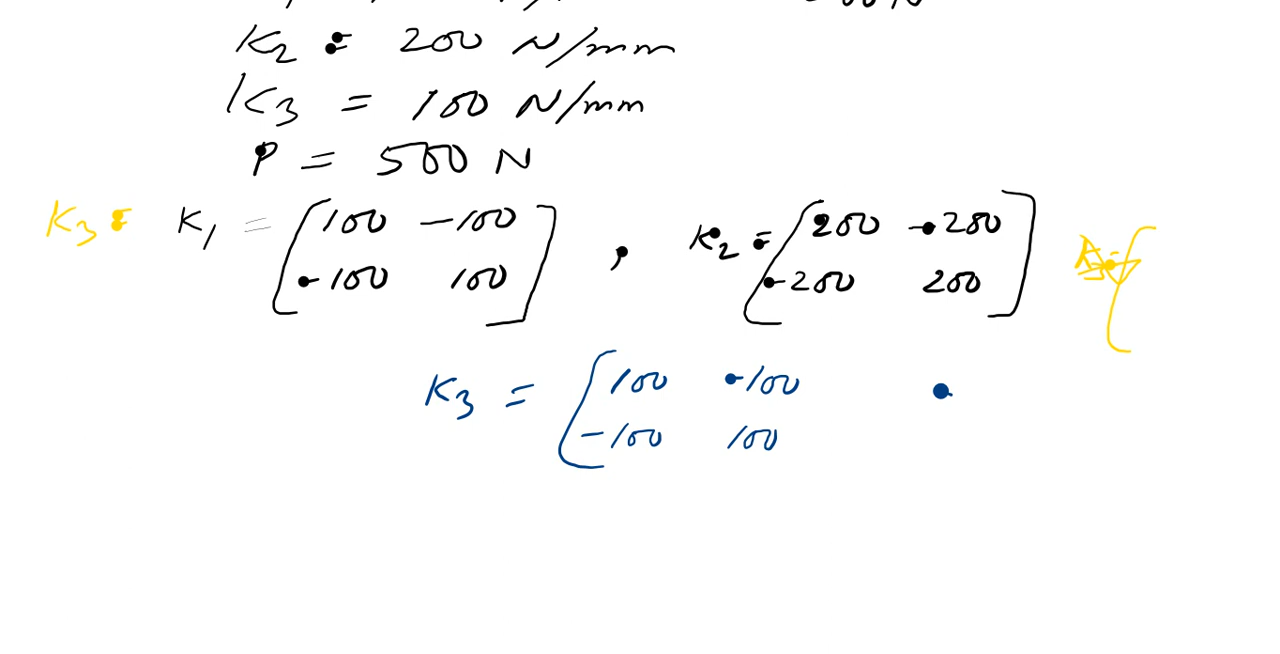 K2 = 200 N/mm
K3 = 100 N/mm
P = 500 N
K3 = K1 = [100 -100 -100 100] , K2 = [200 -200 -200 200]
K3 = [100 -100 -100 100